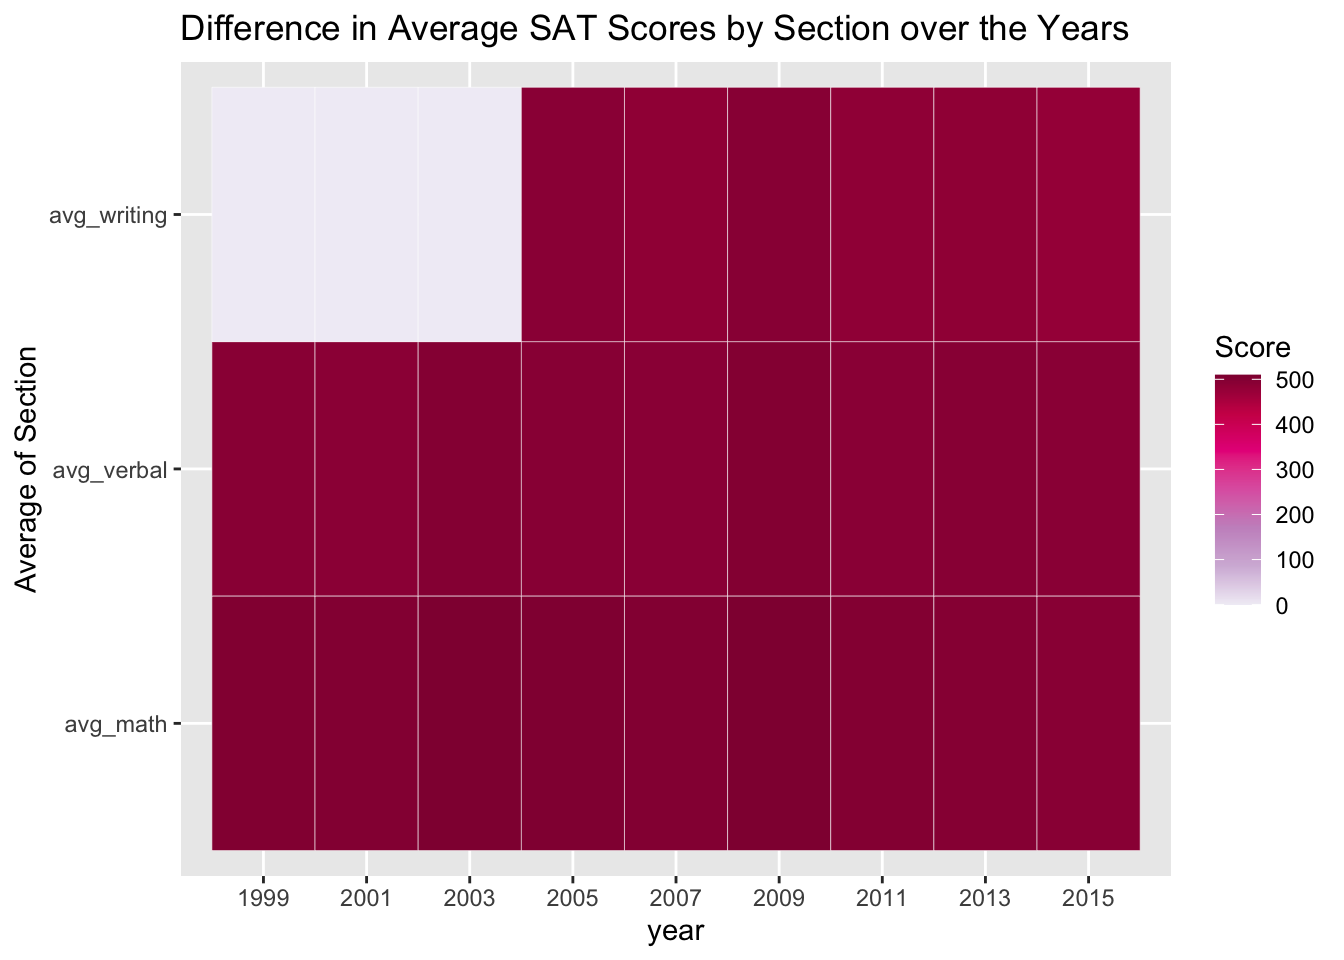 Difference in Average SAT Scores by Section over the Years
avg_writing
avg_verbal
avg_math
Average of Section
1999 2001 2003 2005 2007 2009 2011 2013 2015
year
Score
500
400
300
200
100
0